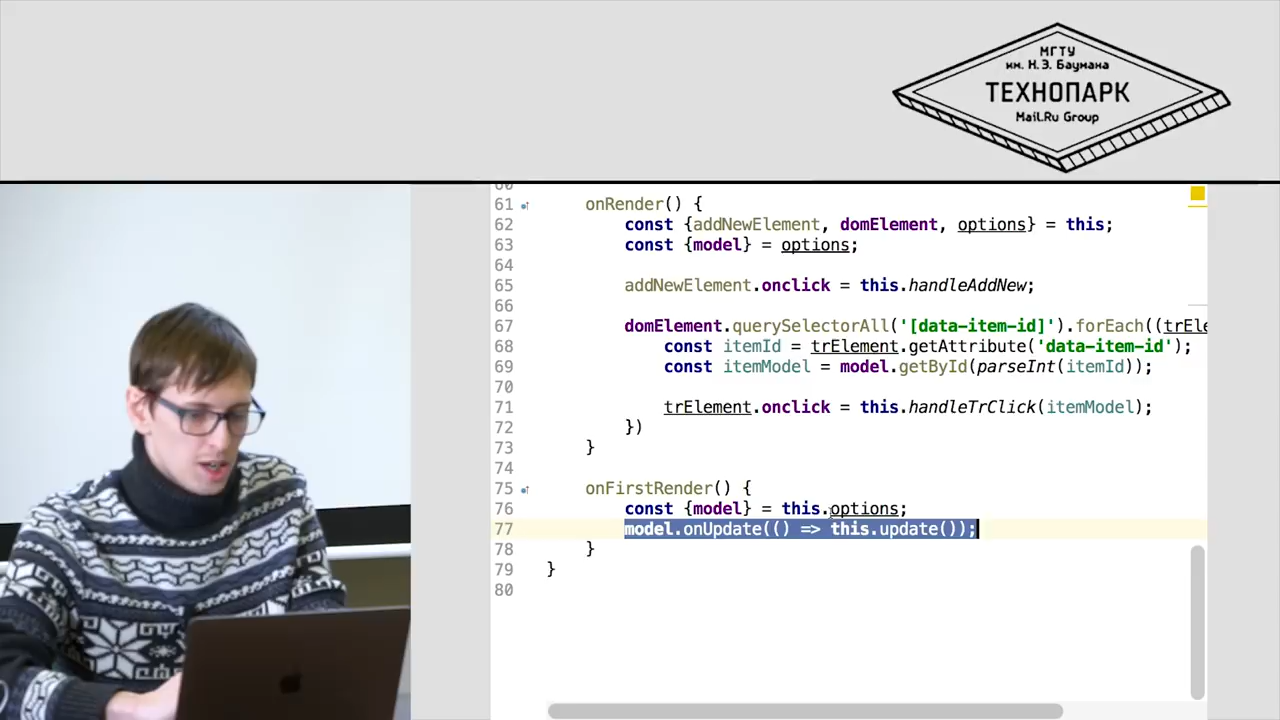 МГТУ
им. Н.Э. Баумана
ТЕХНОПАРК
Mail.Ru Group
61 onRender() {
62 const {addNewElement, domElement, options} = this;
63 const {model} = options;
64
65 addNewElement.onclick = this.handleAddNew;
66
67 domElement.querySelectorAll('[data-item-id]').forEach((trEle
68 const itemId = trElement.getAttribute('data-item-id');
69 const itemModel = model.getById(parseInt(itemId));
70
71 trElement.onclick = this.handleTrClick(itemModel);
72 })
73 }
74
75 onFirstRender() {
76 const {model} = this.options;
77 model.onUpdate(() => this.update());
78 }
79 }
80